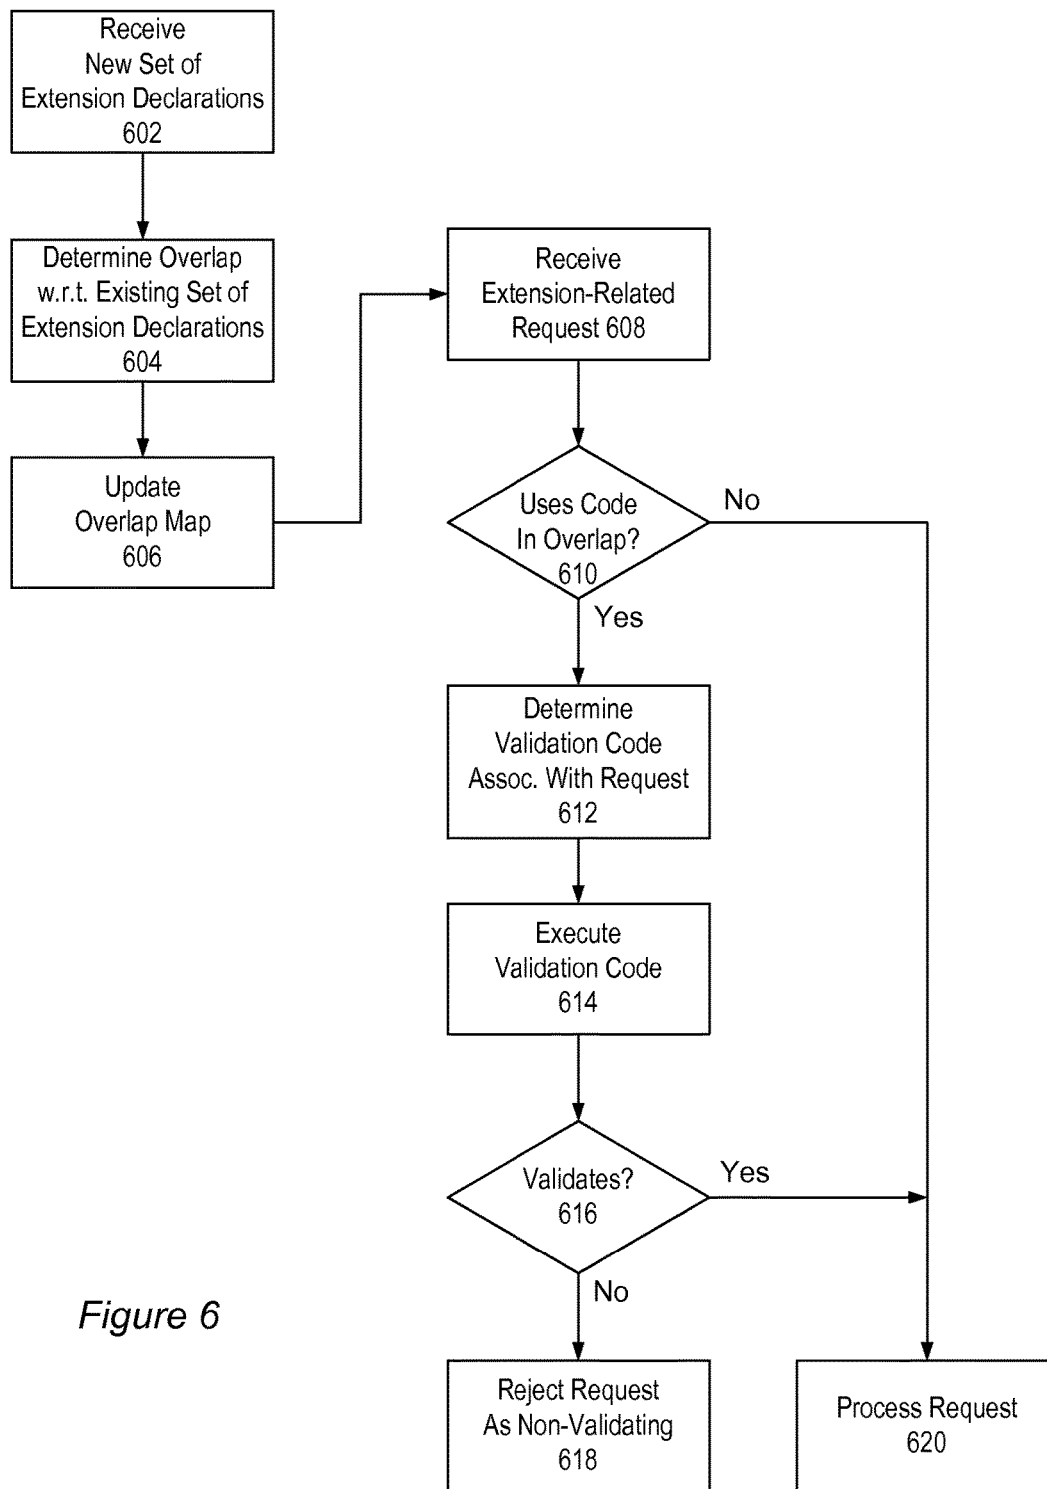 Receive
New Set of
Extension Declarations
602
Determine Overlap
w.r.t. Existing Set of
Extension Declarations
604
Update
Overlap Map
606
Receive
Extension-Related
Request 608
Uses Code
In Overlap?
610
No
Yes
Determine
Validation Code
Assoc. With Request
612
Execute
Validation Code
614
Validates?
616
Yes
No
Reject Request
As Non-Validating
618
Process Request
620
Figure 6